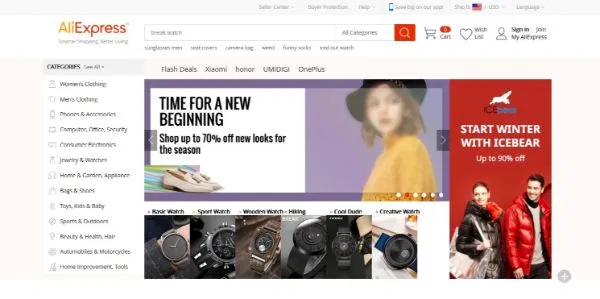 Seller Center
Buyer Protection
Save big on our app!
Ship to / USD
Language
AliExpress
Smarter Shopping, Better Living!
break watch
All Categories
0
Cart
Wish
List
Sign in Join
My AliExpress
sunglasses men seat covers camera bag weed funny socks iced out watch
CATEGORIES See All >
Flash Deals Xiaomi honor UMIDIGI OnePlus
Women's Clothing
Men's Clothing
Phones & Accessories
Computer, Office, Security
Consumer Electronics
Jewelry & Watches
Home & Garden, Appliance
Bags & Shoes
Toys, Kids & Baby
Sports & Outdoors
Beauty & Health, Hair
Automobiles & Motorcycles
Home Improvement, Tools
TIME FOR A NEW
BEGINNING
Shop up to 70% off new looks for
the season
ICEbear
START WINTER
WITH ICEBEAR
Up to 90% off
Basic Watch
Sport Watch
Wooden Watch
Hiking
Cool Dude
Creative Watch
BREAK